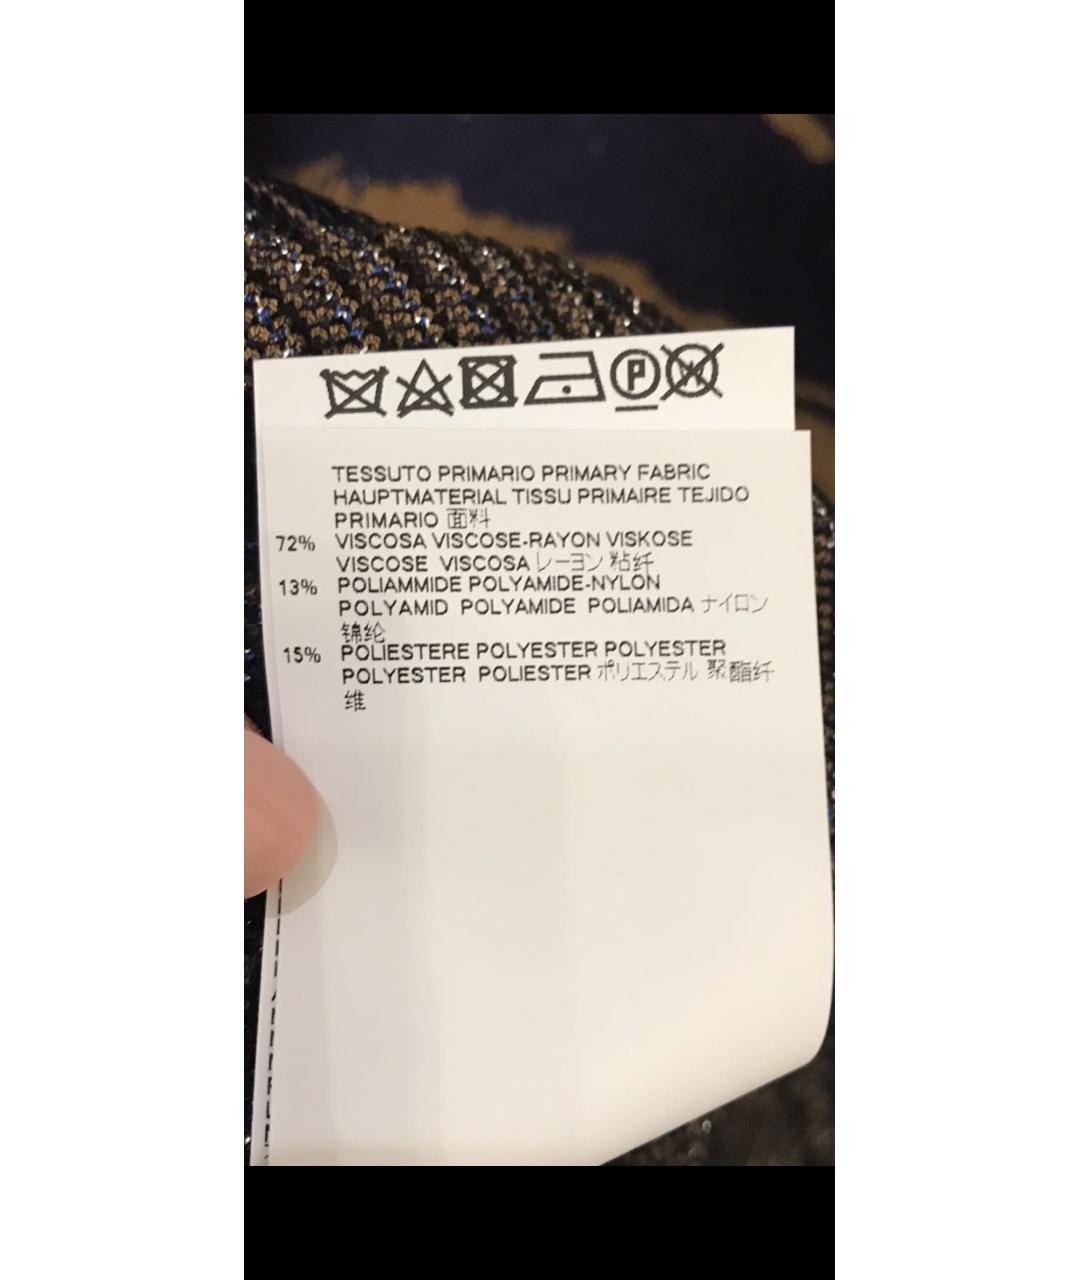 P
W
TESSUTO PRIMARIO PRIMARY FABRIC
HAUPTMATERIAL TISSU PRIMAIRE TEJIDO
PRIMARIO 面料
72% VISCOSA VISCOSE-RAYON VISKOSE
VISCOSE VISCOSA レーヨン 粘纤
13% POLIAMMIDE POLYAMIDE-NYLON
POLYAMID POLYAMIDE POLIAMIDA ナイロン
锦纶
15% POLIESTERE POLYESTER POLYESTER
POLYESTER POLIESTER ポリエステル 聚酯纤
维